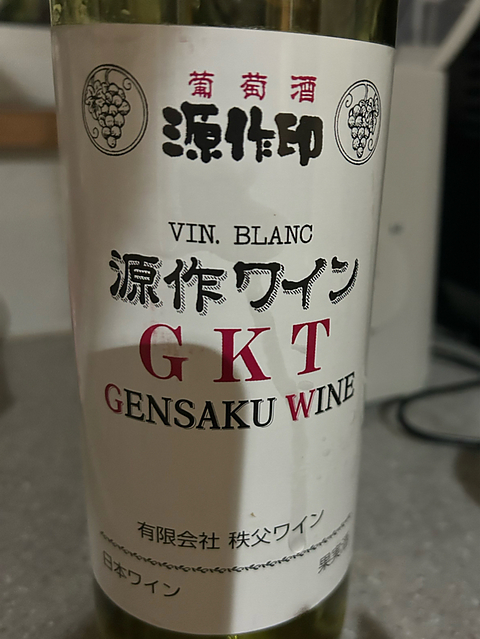 葡萄酒
源作印
VIN. BLANC
源作ワイン
GKT
GENSAKU WINE
有限会社 秩父ワイン
日本ワイン
果実酒